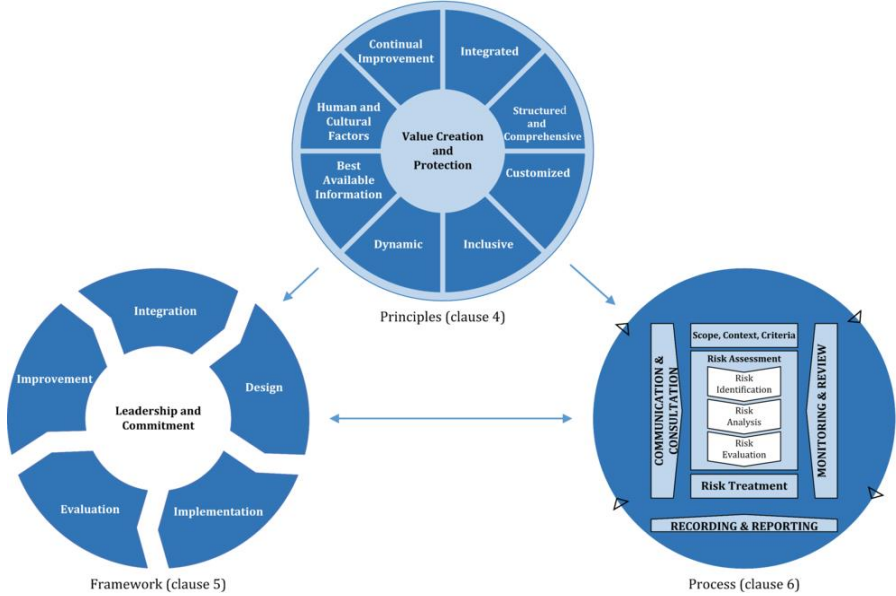 Continual
Improvement
Integrated
Structured
and
Comprehensive
Customized
Inclusive
Dynamic
Best
Available
Information
Human and
Cultural
Factors
Value Creation
and
Protection
Principles (clause 4)
Integration
Design
Implementation
Evaluation
Improvement
Leadership and
Commitment
Framework (clause 5)
Scope, Context, Criteria
Risk Assessment
Risk
Identification
Risk
Analysis
Risk
Evaluation
Risk Treatment
COMMUNICATION &
CONSULTATION
MONITORING & REVIEW
RECORDING & REPORTING
Process (clause 6)